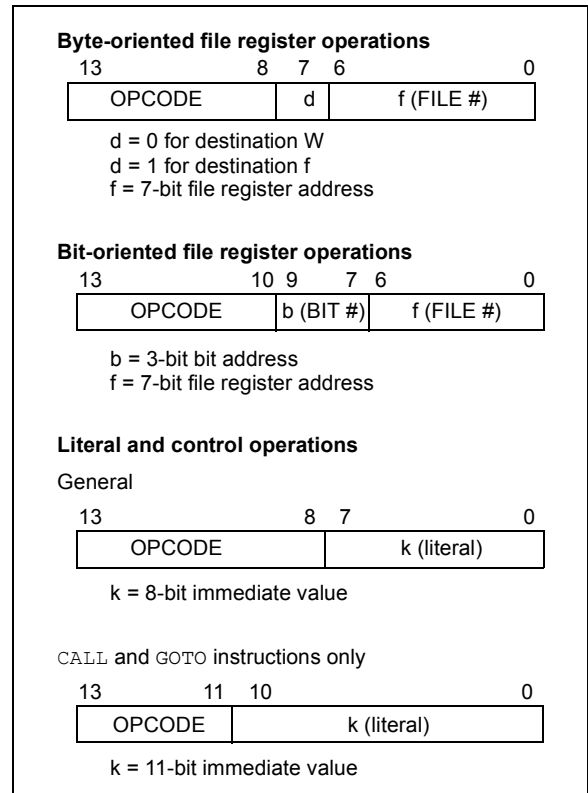 Byte-oriented file register operations
13 8 7 6 0
OPCODE d f (FILE #)
d = 0 for destination W
d = 1 for destination f
f = 7-bit file register address
Bit-oriented file register operations
13 10 9 7 6 0
OPCODE b (BIT #) f (FILE #)
b = 3-bit bit address
f = 7-bit file register address
Literal and control operations
General
13 8 7 0
OPCODE k (literal)
k = 8-bit immediate value
CALL and GOTO instructions only
13 11 10 0
OPCODE k (literal)
k = 11-bit immediate value